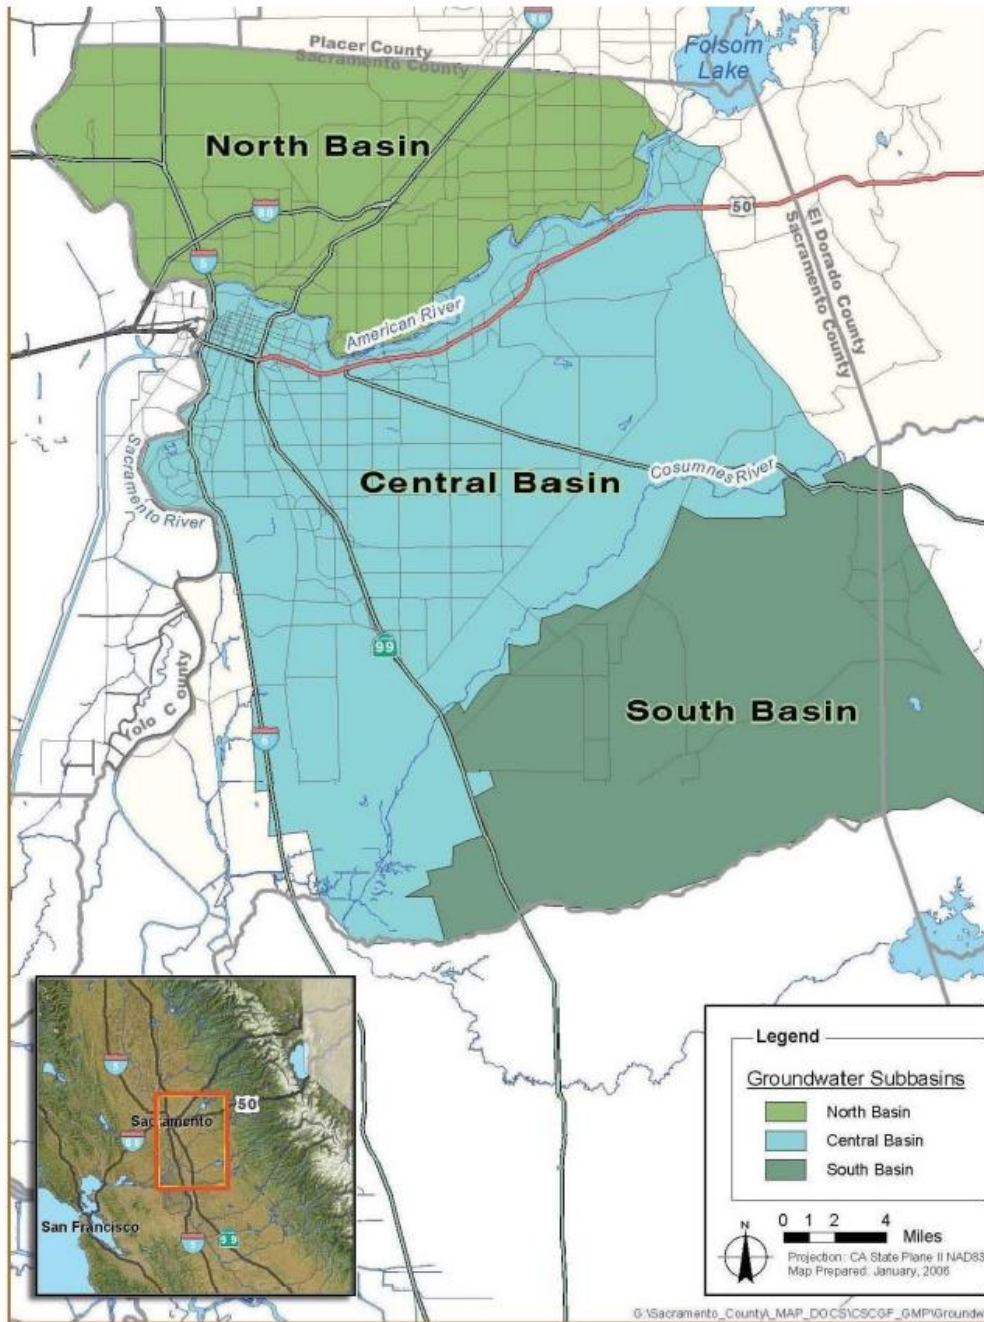 80
Placer County
Sacramento County
Folsom
Lake
North Basin
80
50
5
El Dorado County
Sacramento County
American River
Sacramento River
Central Basin
Cosumnes River
99
Yolo County
South Basin
5
Legend
Groundwater Subbasins
North Basin
Central Basin
South Basin
N
0 1 2 4
Miles
Projection: CA State Plane II NAD83
Map Prepared: January, 2006
5
50
Sacramento
80
San Francisco
99
5
G:\Sacramento_County\_MAP_DOCS\CSCGF_GMP\Groundw